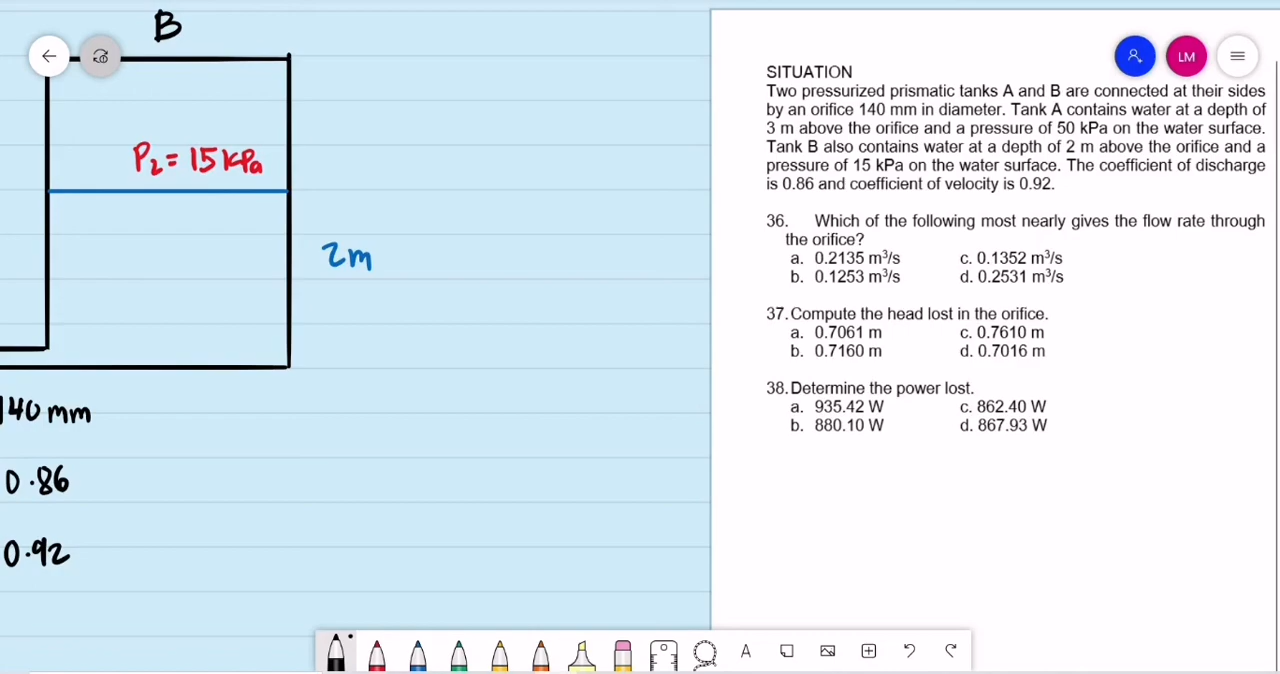 B
P2 = 15 kPa
2m
140 mm
0.86
0.92
LM
SITUATION
Two pressurized prismatic tanks A and B are connected at their sides
by an orifice 140 mm in diameter. Tank A contains water at a depth of
3 m above the orifice and a pressure of 50 kPa on the water surface.
Tank B also contains water at a depth of 2 m above the orifice and a
pressure of 15 kPa on the water surface. The coefficient of discharge
is 0.86 and coefficient of velocity is 0.92.
36. Which of the following most nearly gives the flow rate through
the orifice?
a. 0.2135 m³/s c. 0.1352 m³/s
b. 0.1253 m³/s d. 0.2531 m³/s
37. Compute the head lost in the orifice.
a. 0.7061 m c. 0.7610 m
b. 0.7160 m d. 0.7016 m
38. Determine the power lost.
a. 935.42 W c. 862.40 W
b. 880.10 W d. 867.93 W
A